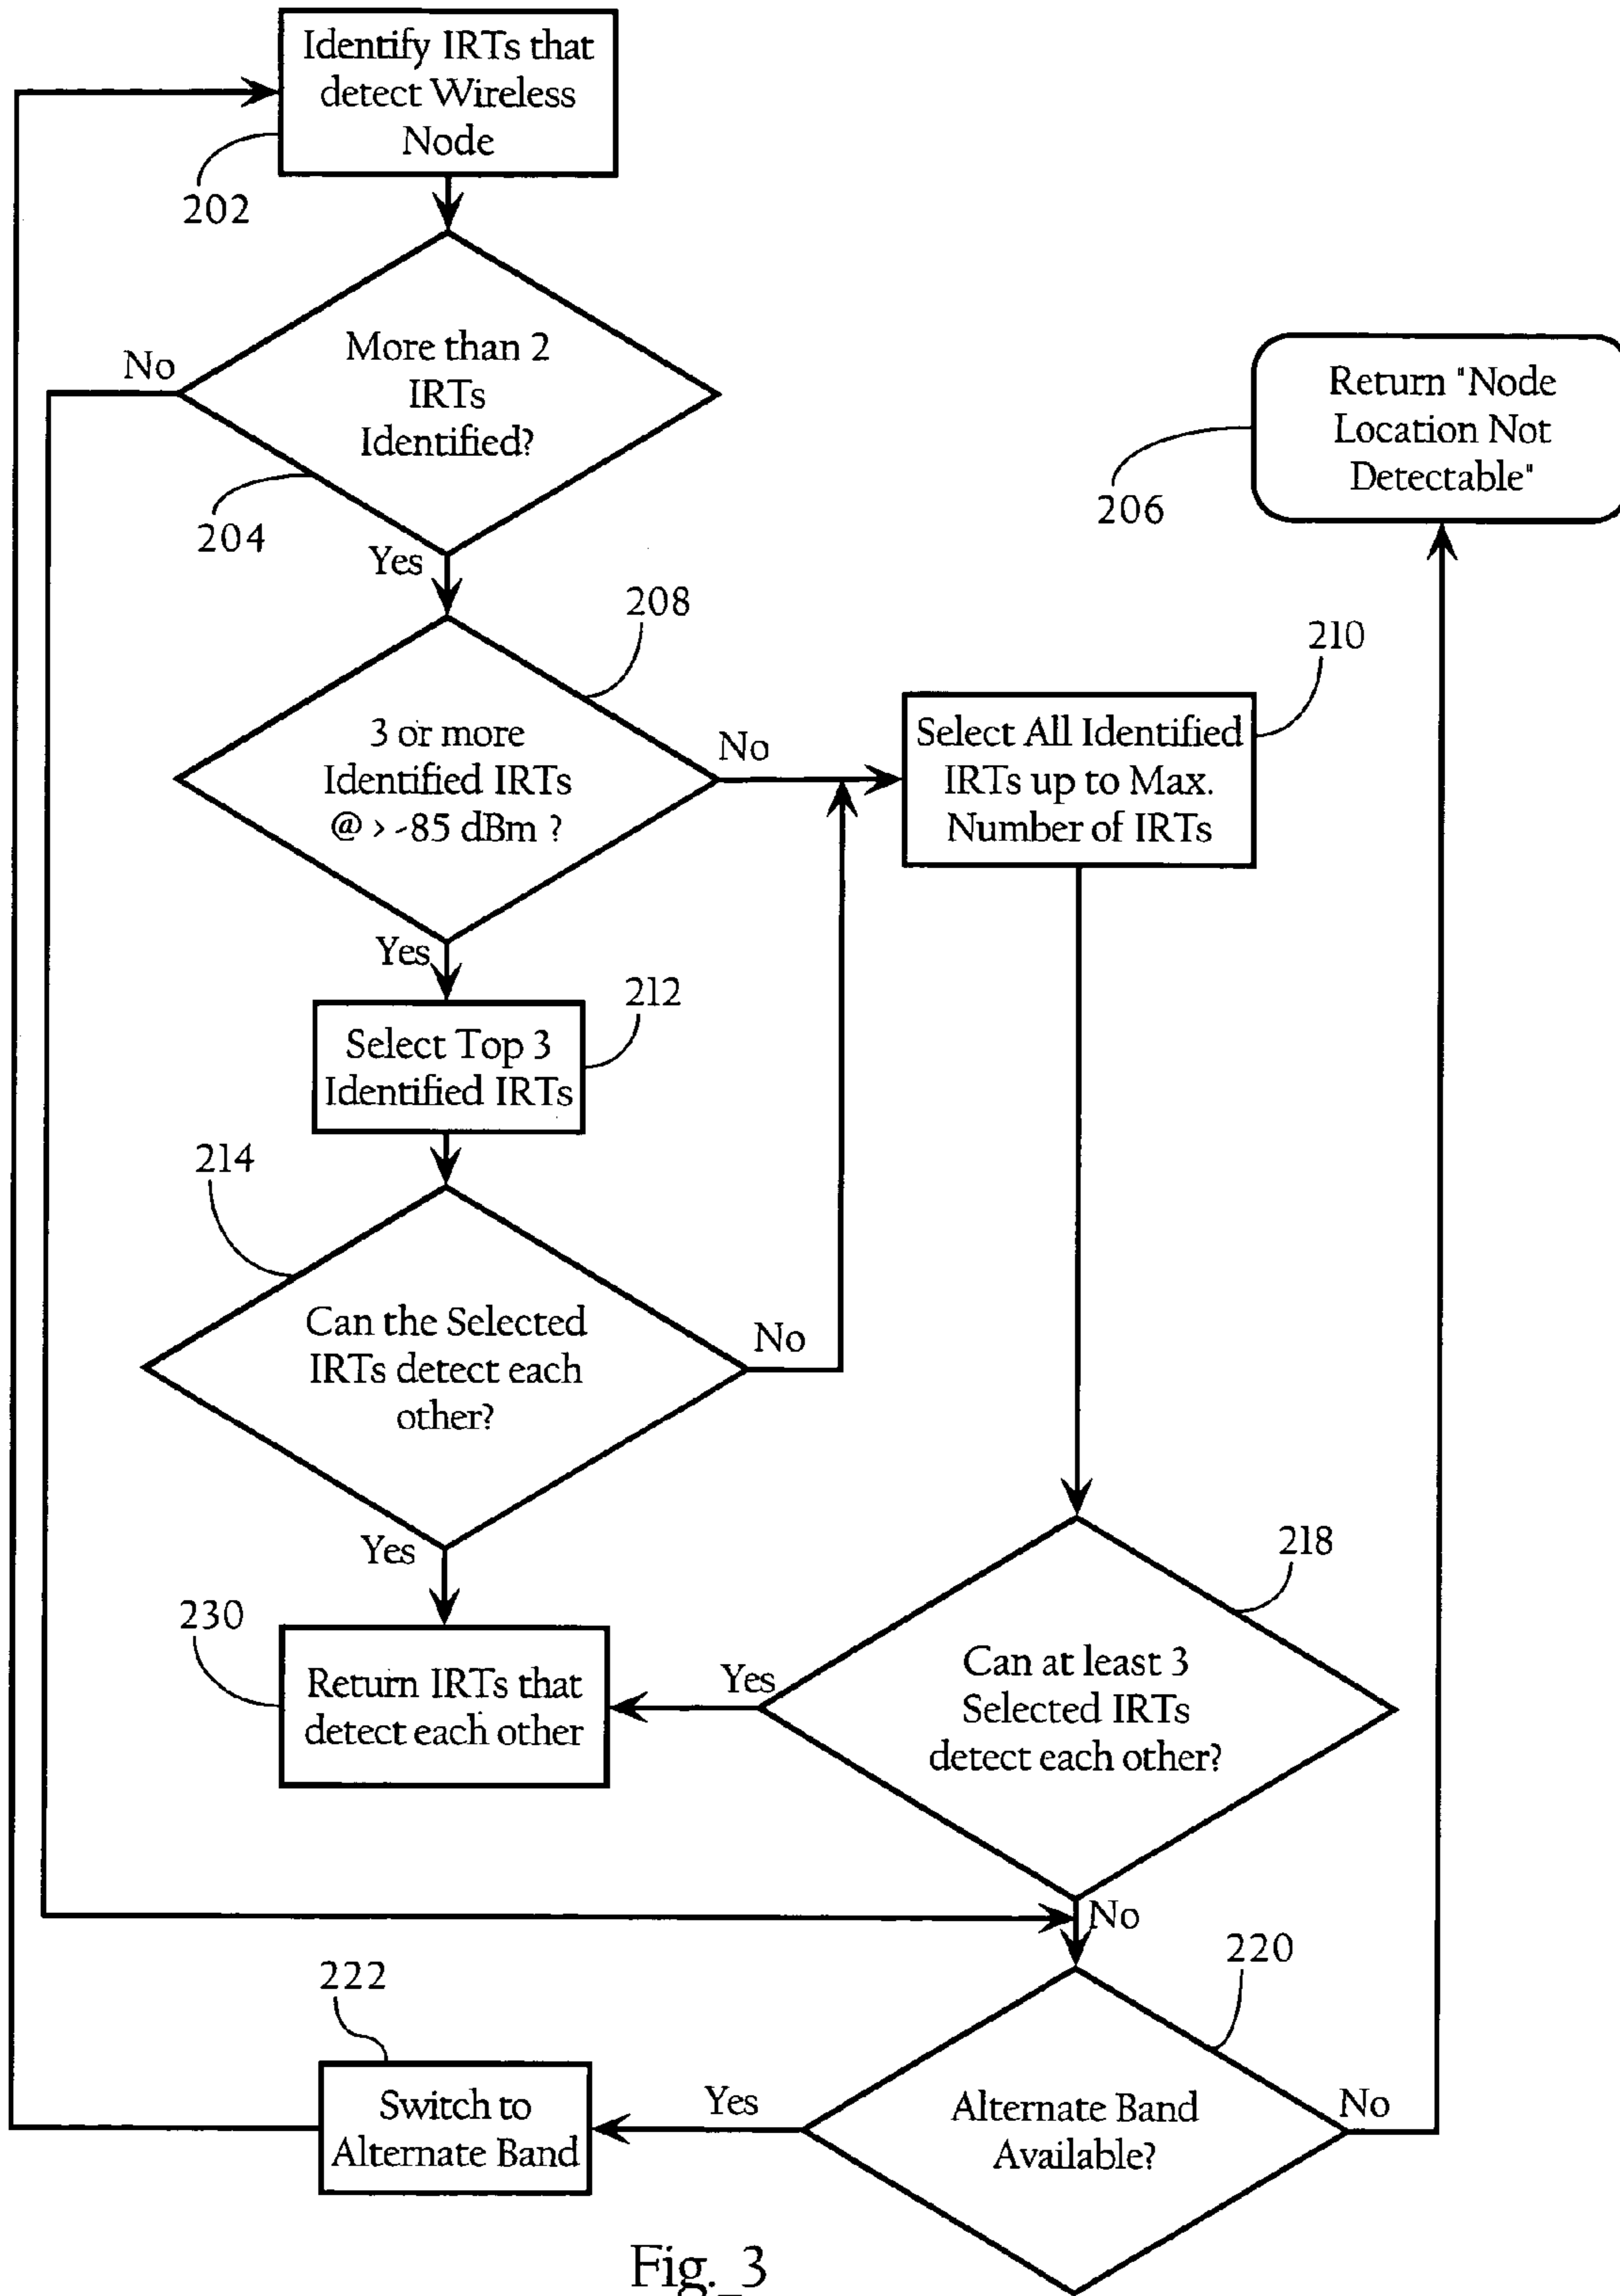 Identify IRTs that
detect Wireless
Node
202
More than 2
IRTs
Identified?
No
204
Yes
Return "Node
Location Not
Detectable"
206
208
3 or more
Identified IRTs
@ > -85 dBm ?
No
Yes
210
Select All Identified
IRTs up to Max.
Number of IRTs
212
Select Top 3
Identified IRTs
214
Can the Selected
IRTs detect each
other?
No
Yes
230
Return IRTs that
detect each other
218
Can at least 3
Selected IRTs
detect each other?
Yes
No
220
Alternate Band
Available?
Yes
No
222
Switch to
Alternate Band
Fig._3